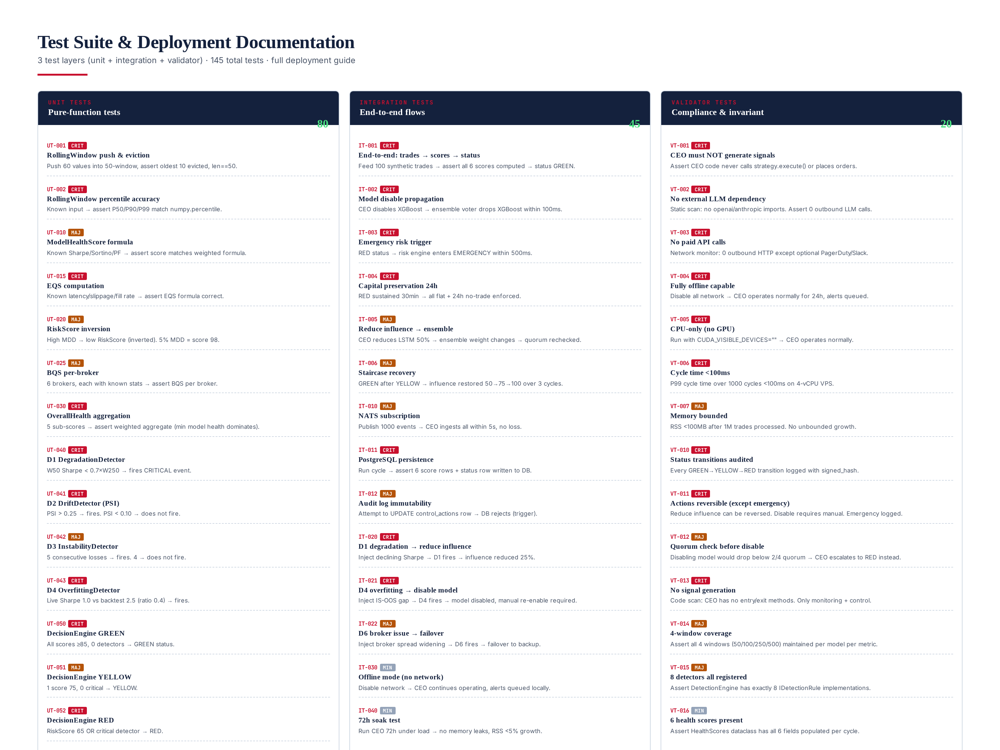 Test Suite & Deployment Documentation
3 test layers (unit + integration + validator) · 145 total tests · full deployment guide
UNIT TESTS
Pure-function tests
80
UT-001 CRIT
RollingWindow push & eviction
Push 60 values into 50-window, assert oldest 10 evicted, len==50.
UT-002 CRIT
RollingWindow percentile accuracy
Known input → assert P50/P90/P99 match numpy.percentile.
UT-010 MAJ
ModelHealthScore formula
Known Sharpe/Sortino/PF → assert score matches weighted formula.
UT-015 CRIT
EQS computation
Known latency/slippage/fill rate → assert EQS formula correct.
UT-020 MAJ
RiskScore inversion
High MDD → low RiskScore (inverted). 5% MDD = score 98.
UT-025 MAJ
BQS per-broker
6 brokers, each with known stats → assert BQS per broker.
UT-030 CRIT
OverallHealth aggregation
5 sub-scores → assert weighted aggregate (min model health dominates).
UT-040 CRIT
D1 DegradationDetector
W50 Sharpe < 0.7×W250 → fires CRITICAL event.
UT-041 CRIT
D2 DriftDetector (PSI)
PSI > 0.25 → fires. PSI < 0.10 → does not fire.
UT-042 MAJ
D3 InstabilityDetector
5 consecutive losses → fires. 4 → does not fire.
UT-043 CRIT
D4 OverfittingDetector
Live Sharpe 1.0 vs backtest 2.5 (ratio 0.4) → fires.
UT-050 CRIT
DecisionEngine GREEN
All scores ≥85, 0 detectors → GREEN status.
UT-051 MAJ
DecisionEngine YELLOW
1 score 75, 0 critical → YELLOW.
UT-052 CRIT
DecisionEngine RED
RiskScore 65 OR critical detector → RED.
INTEGRATION TESTS
End-to-end flows
45
IT-001 CRIT
End-to-end: trades → scores → status
Feed 100 synthetic trades → assert all 6 scores computed → status GREEN.
IT-002 CRIT
Model disable propagation
CEO disables XGBoost → ensemble voter drops XGBoost within 100ms.
IT-003 CRIT
Emergency risk trigger
RED status → risk engine enters EMERGENCY within 500ms.
IT-004 CRIT
Capital preservation 24h
RED sustained 30min → all flat + 24h no-trade enforced.
IT-005 MAJ
Reduce influence → ensemble
CEO reduces LSTM 50% → ensemble weight changes → quorum rechecked.
IT-006 MAJ
Staircase recovery
GREEN after YELLOW → influence restored 50→75→100 over 3 cycles.
IT-010 MAJ
NATS subscription
Publish 1000 events → CEO ingests all within 5s, no loss.
IT-011 CRIT
PostgreSQL persistence
Run cycle → assert 6 score rows + status row written to DB.
IT-012 MAJ
Audit log immutability
Attempt to UPDATE control_actions row → DB rejects (trigger).
IT-020 CRIT
D1 degradation → reduce influence
Inject declining Sharpe → D1 fires → influence reduced 25%.
IT-021 CRIT
D4 overfitting → disable model
Inject IS-OOS gap → D4 fires → model disabled, manual re-enable required.
IT-022 MAJ
D6 broker issue → failover
Inject broker spread widening → D6 fires → failover to backup.
IT-030 MIN
Offline mode (no network)
Disable network → CEO continues operating, alerts queued locally.
IT-040 MIN
72h soak test
Run CEO 72h under load → no memory leaks, RSS <5% growth.
VALIDATOR TESTS
Compliance & invariant
20
VT-001 CRIT
CEO must NOT generate signals
Assert CEO code never calls strategy.execute() or places orders.
VT-002 CRIT
No external LLM dependency
Static scan: no openai/anthropic imports. Assert 0 outbound LLM calls.
VT-003 CRIT
No paid API calls
Network monitor: 0 outbound HTTP except optional PagerDuty/Slack.
VT-004 CRIT
Fully offline capable
Disable all network → CEO operates normally for 24h, alerts queued.
VT-005 CRIT
CPU-only (no GPU)
Run with CUDA_VISIBLE_DEVICES="" → CEO operates normally.
VT-006 CRIT
Cycle time <100ms
P99 cycle time over 1000 cycles <100ms on 4-vCPU VPS.
VT-007 MAJ
Memory bounded
RSS <100MB after 1M trades processed. No unbounded growth.
VT-010 CRIT
Status transitions audited
Every GREEN→YELLOW→RED transition logged with signed_hash.
VT-011 CRIT
Actions reversible (except emergency)
Reduce influence can be reversed. Disable requires manual. Emergency logged.
VT-012 MAJ
Quorum check before disable
Disabling model would drop below 2/4 quorum → CEO escalates to RED instead.
VT-013 CRIT
No signal generation
Code scan: CEO has no entry/exit methods. Only monitoring + control.
VT-014 MAJ
4-window coverage
Assert all 4 windows (50/100/250/500) maintained per model per metric.
VT-015 MAJ
8 detectors all registered
Assert DetectionEngine has exactly 8 IDetectionRule implementations.
VT-016 MIN
6 health scores present
Assert HealthScores dataclass has all 6 fields populated per cycle.